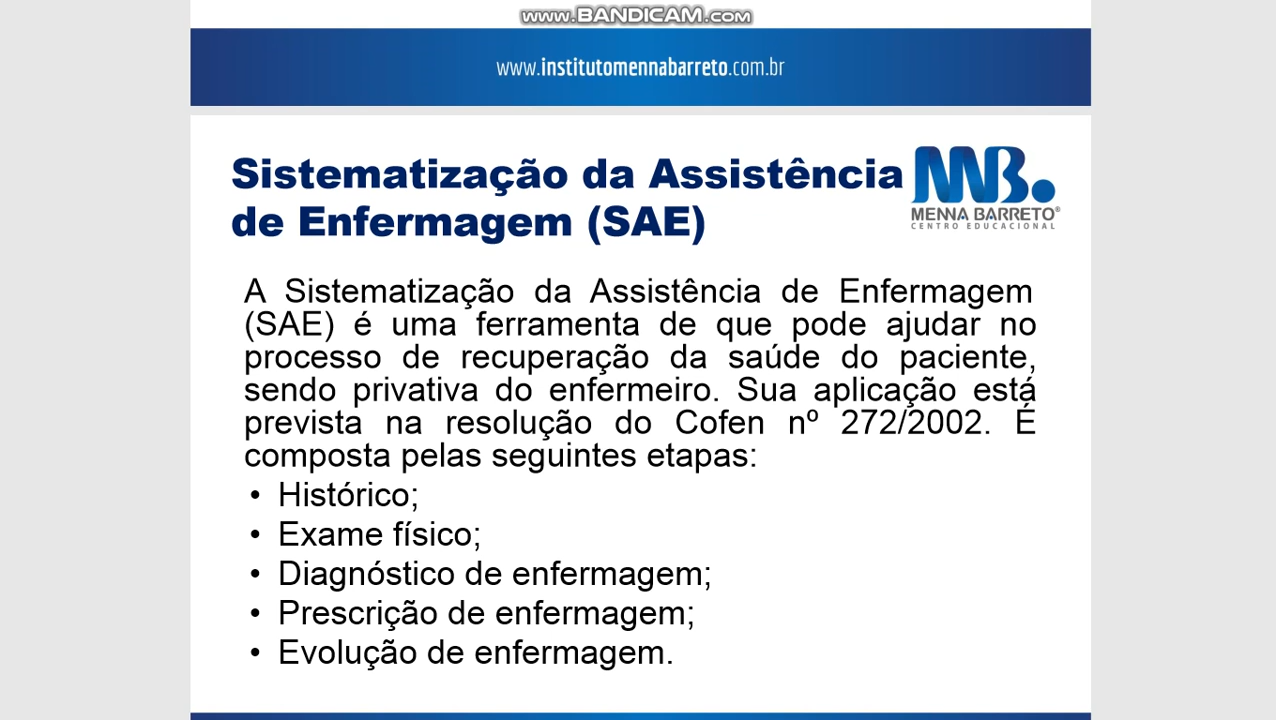 www.BANDICAM.com
www.institutomennabarreto.com.br
Sistematização da Assistência
de Enfermagem (SAE)
MNB.
MENNA BARRETO®
CENTRO EDUCACIONAL
A Sistematização da Assistência de Enfermagem
(SAE) é uma ferramenta de que pode ajudar no
processo de recuperação da saúde do paciente,
sendo privativa do enfermeiro. Sua aplicação está
prevista na resolução do Cofen nº 272/2002. É
composta pelas seguintes etapas:
• Histórico;
• Exame físico;
• Diagnóstico de enfermagem;
• Prescrição de enfermagem;
• Evolução de enfermagem.